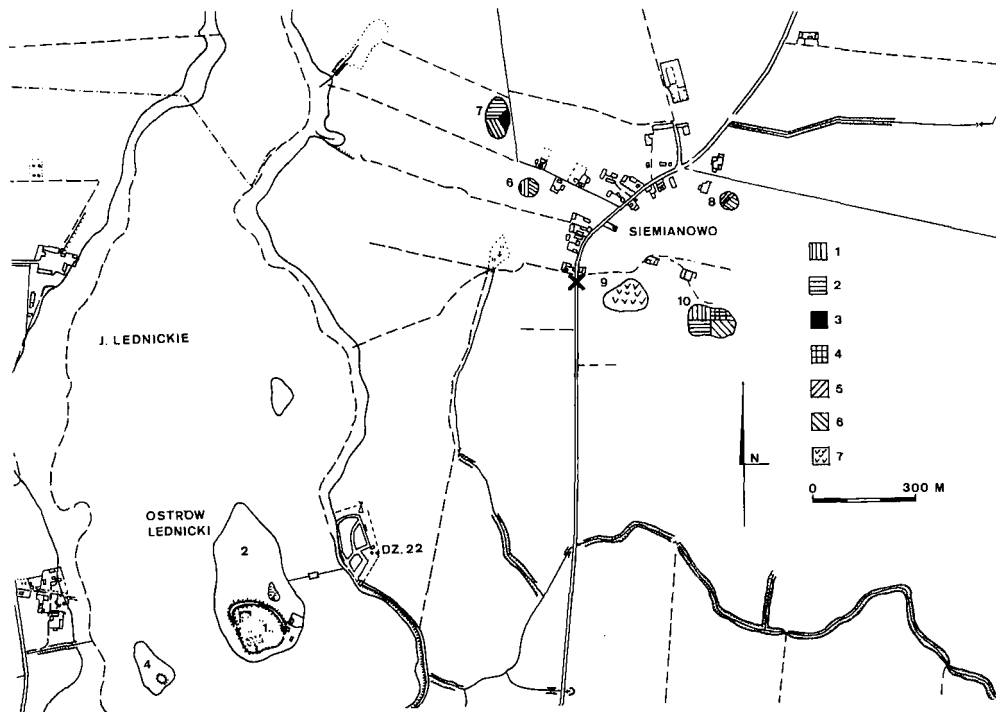 7
6
8
SIEMIANOWO
9
10
1
2
3
4
5
6
7
N
0 300 M
J. LEDNICKIE
OSTRÓW
LEDNICKI
2
DZ. 22
1
4